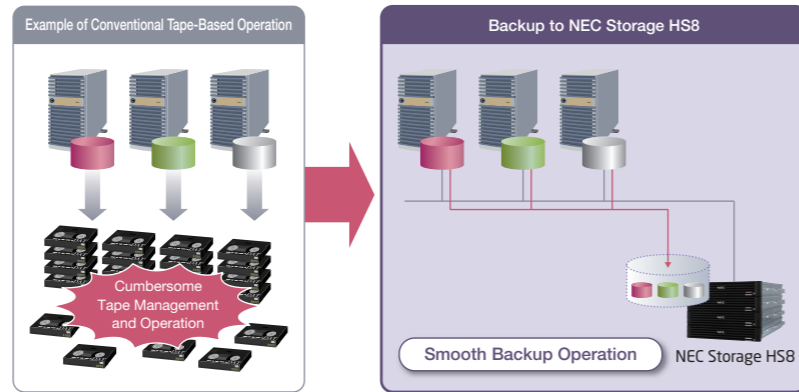 Example of Conventional Tape-Based Operation
Cumbersome
Tape Management
and Operation
Backup to NEC Storage HS8
Smooth Backup Operation
NEC Storage HS8